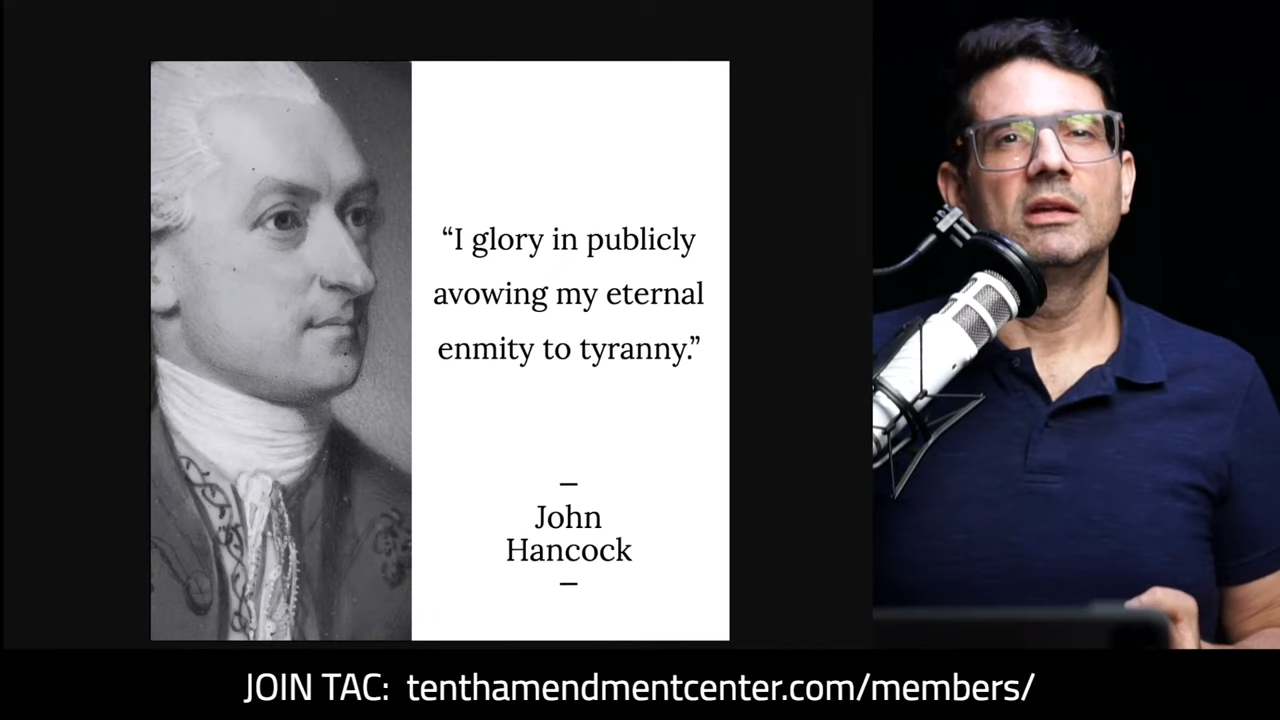 “I glory in publicly
avowing my eternal
enmity to tyranny.”
–
John
Hancock
–
JOIN TAC: tenthamendmentcenter.com/members/